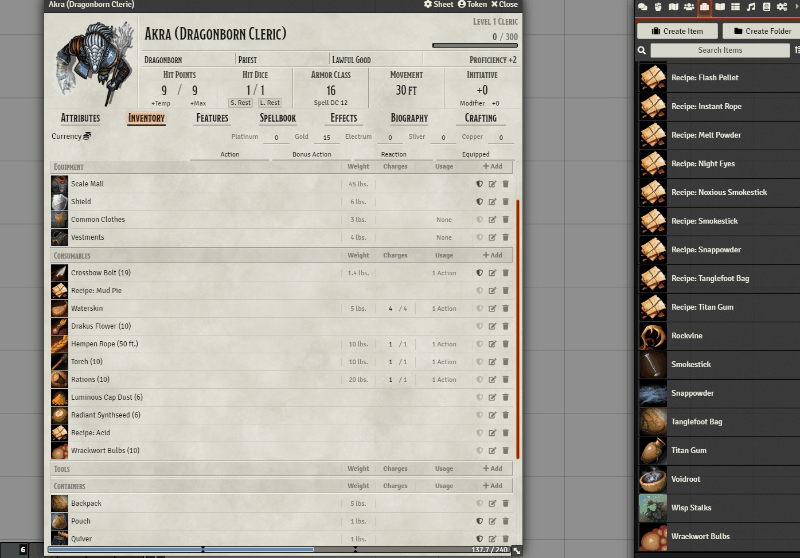 Akra (Dragonborn Cleric)
Sheet Token Close
Akra (Dragonborn Cleric)
Level 1 Cleric
0 / 300
Dragonborn Priest Lawful Good Proficiency +2
Hit Points Hit Dice Armor Class Movement Initiative
9 / 9 1 / 1 16 30 ft +0
+Temp +Max S. Rest L. Rest Spell DC 12 Modifier +0
Attributes Inventory Features Spellbook Effects Biography Crafting
Currency Platinum 0 Gold 15 Electrum 0 Silver 0 Copper 0
Action Bonus Action Reaction Equipped
Equipment Weight Charges Usage + Add
Scale Mail 45 lbs.
Shield 6 lbs.
Common Clothes 3 lbs. None
Vestments 4 lbs. None
Consumables Weight Charges Usage + Add
Crossbow Bolt (19) 1.4 lbs. 1 Action
Recipe: Mud Pie
Waterskin 5 lbs. 4 / 4 1 Action
Drakus Flower (10)
Hempen Rope (50 ft.) 10 lbs. 1 / 1 1 Action
Torch (10) 10 lbs. 1 / 1 1 Action
Rations (10) 20 lbs. 1 / 1 1 Action
Luminous Cap Dust (6)
Radiant Synthseed (6)
Recipe: Acid
Wrackwort Bulbs (10)
Tools Weight Charges Usage + Add
Containers Weight Charges Usage + Add
Backpack 5 lbs.
Pouch 1 lbs.
Quiver 1 lbs.
137.7 / 240
6
Create Item Create Folder
Search Items
Recipe: Flash Pellet
Recipe: Instant Rope
Recipe: Melt Powder
Recipe: Night Eyes
Recipe: Noxious Smokestick
Recipe: Smokestick
Recipe: Snappowder
Recipe: Tanglefoot Bag
Recipe: Titan Gum
Rockvine
Smokestick
Snappowder
Tanglefoot Bag
Titan Gum
Voidroot
Wisp Stalks
Wrackwort Bulbs